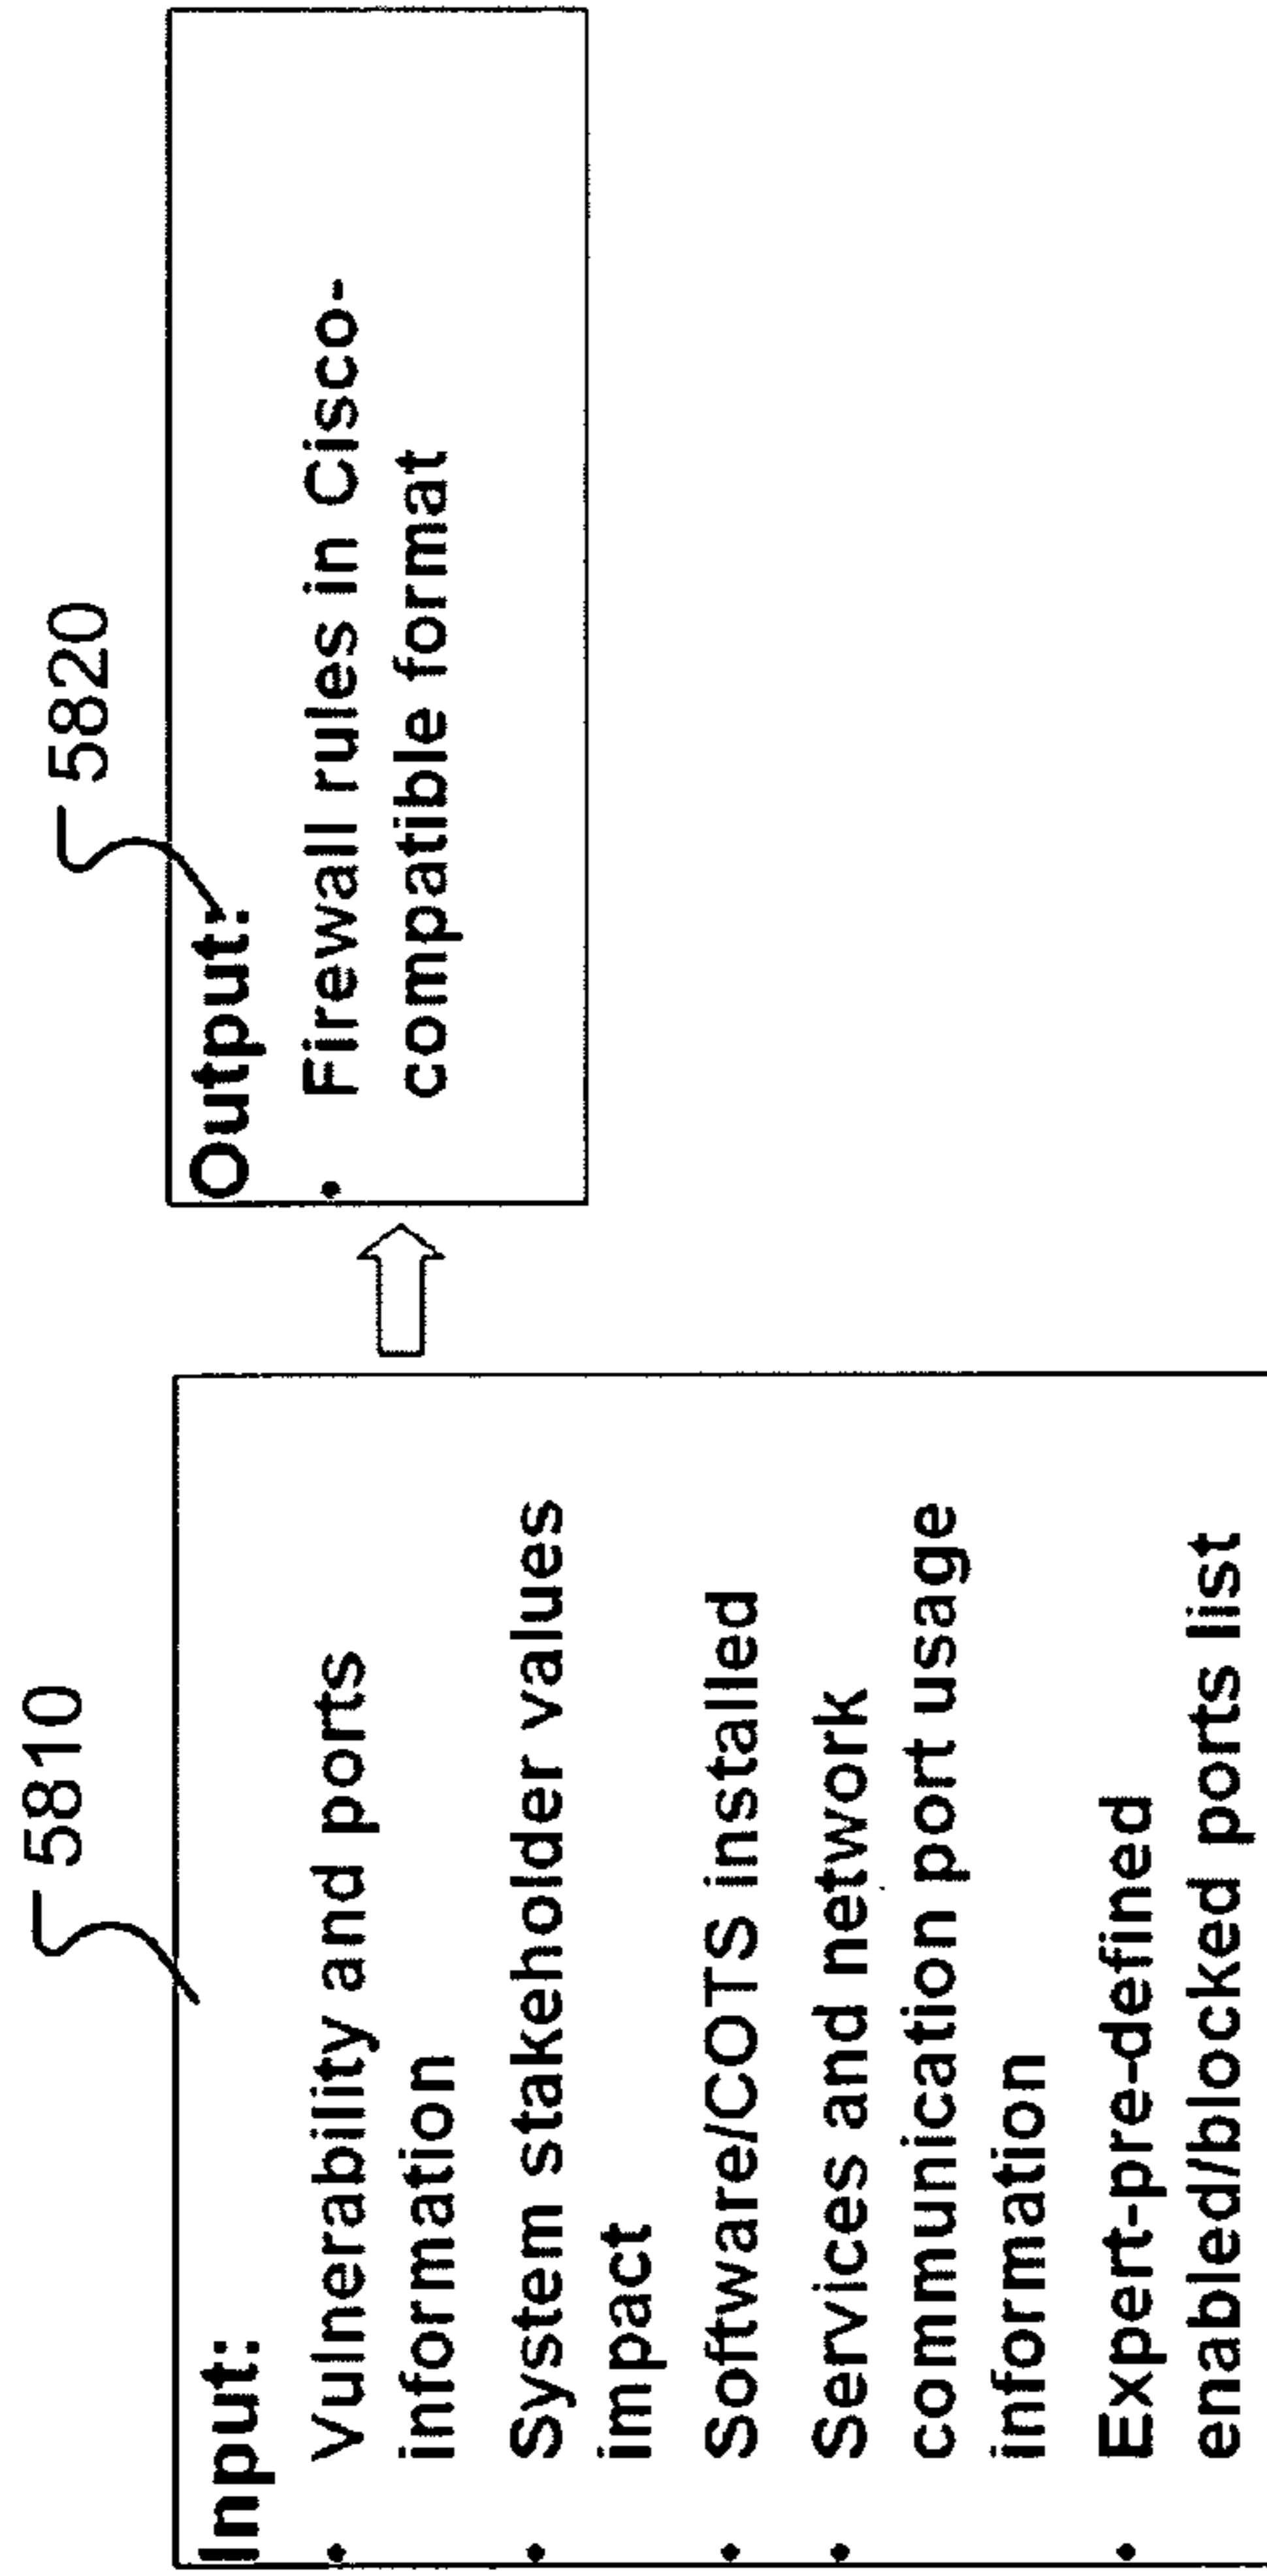 5810
Input:
• Vulnerability and ports
information
• System stakeholder values
impact
• Software/COTS installed
• Services and network
communication port usage
information
• Expert-pre-defined
enabled/blocked ports list
5820
Output:
• Firewall rules in Cisco-
compatible format